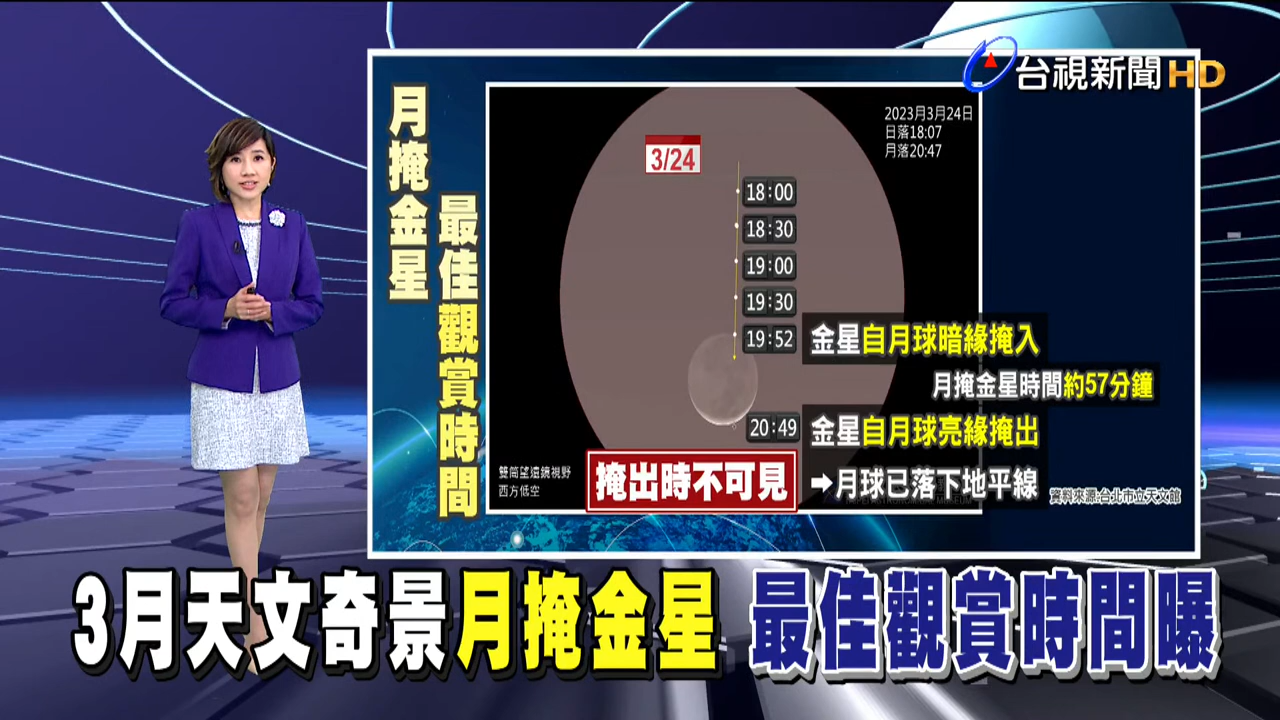 台視新聞HD
月掩金星
最佳觀賞時間
2023月3月24日
日落18:07
月落20:47
3/24
18:00
18:30
19:00
19:30
19:52 金星自月球暗緣掩入
月掩金星時間約57分鐘
20:49 金星自月球亮緣掩出
掩出時不可見 ➡月球已落下地平線
雙筒望遠鏡視野
西方低空
資料來源:台北市立天文館
3月天文奇景月掩金星 最佳觀賞時間曝